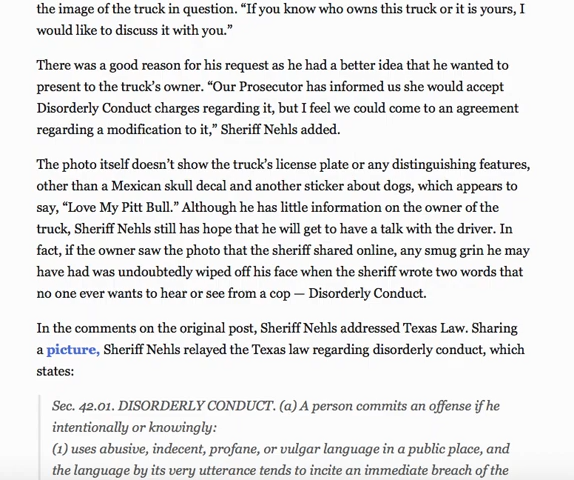 the image of the truck in question. “If you know who owns this truck or it is yours, I
would like to discuss it with you.”
There was a good reason for his request as he had a better idea that he wanted to
present to the truck’s owner. “Our Prosecutor has informed us she would accept
Disorderly Conduct charges regarding it, but I feel we could come to an agreement
regarding a modification to it,” Sheriff Nehls added.
The photo itself doesn’t show the truck’s license plate or any distinguishing features,
other than a Mexican skull decal and another sticker about dogs, which appears to
say, “Love My Pitt Bull.” Although he has little information on the owner of the
truck, Sheriff Nehls still has hope that he will get to have a talk with the driver. In
fact, if the owner saw the photo that the sheriff shared online, any smug grin he may
have had was undoubtedly wiped off his face when the sheriff wrote two words that
no one ever wants to hear or see from a cop — Disorderly Conduct.
In the comments on the original post, Sheriff Nehls addressed Texas Law. Sharing
a picture, Sheriff Nehls relayed the Texas law regarding disorderly conduct, which
states:
Sec. 42.01. DISORDERLY CONDUCT. (a) A person commits an offense if he
intentionally or knowingly:
(1) uses abusive, indecent, profane, or vulgar language in a public place, and
the language by its very utterance tends to incite an immediate breach of the